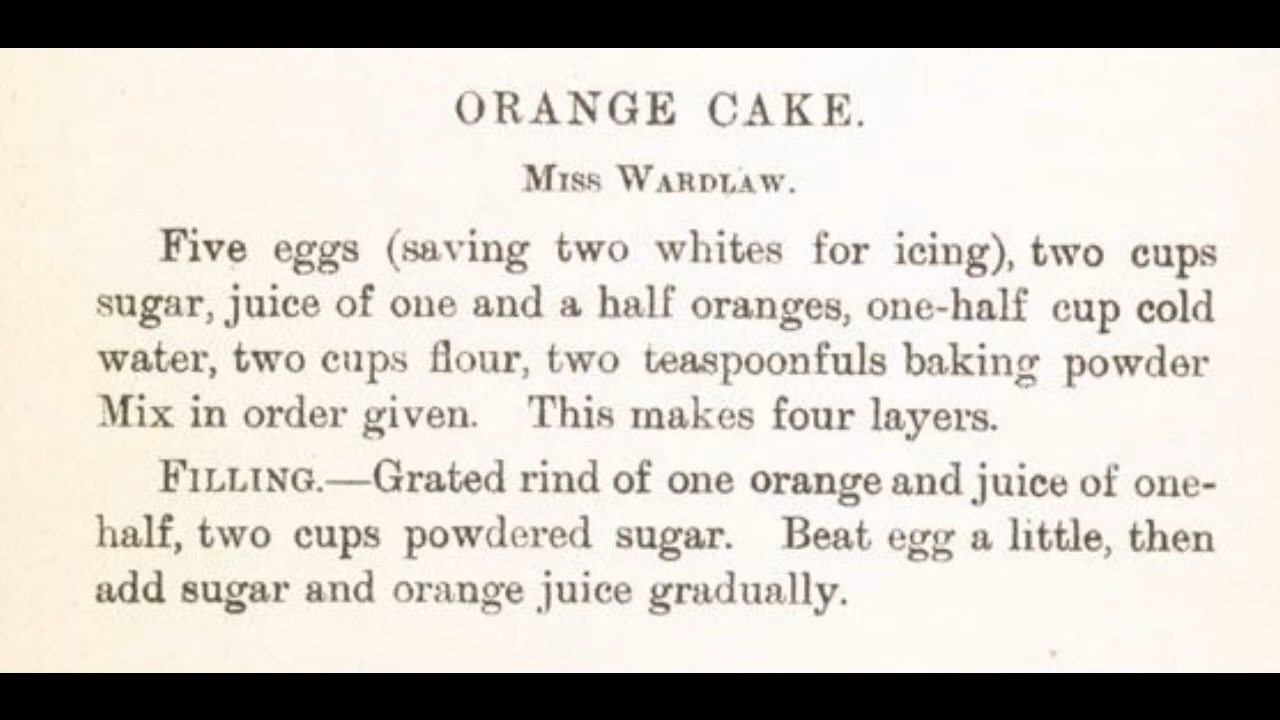 ORANGE CAKE.
MISS WARDLAW.
Five eggs (saving two whites for icing), two cups
sugar, juice of one and a half oranges, one-half cup cold
water, two cups flour, two teaspoonfuls baking powder
Mix in order given. This makes four layers.
FILLING.—Grated rind of one orange and juice of one-
half, two cups powdered sugar. Beat egg a little, then
add sugar and orange juice gradually.